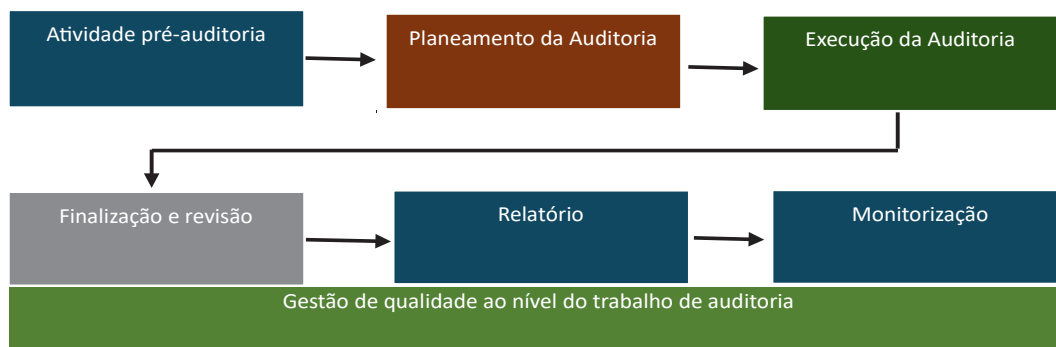 Atividade pré-auditoria
Planeamento da Auditoria
Execução da Auditoria
Finalização e revisão
Relatório
Monitorização
Gestão de qualidade ao nível do trabalho de auditoria